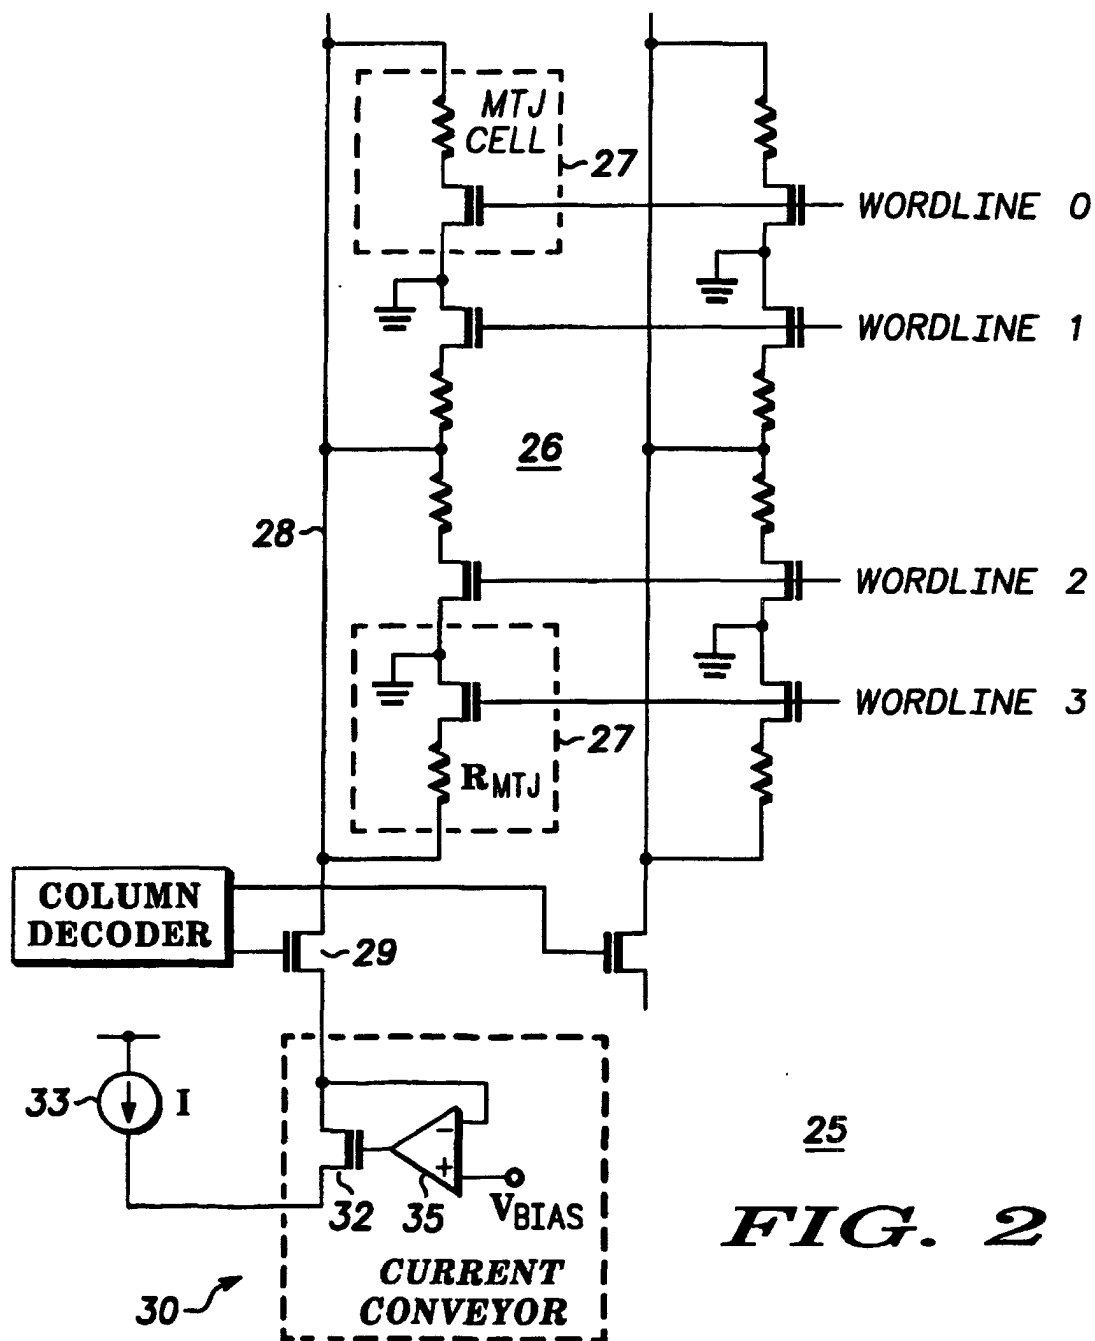 MTJ
CELL
27
WORDLINE 0
WORDLINE 1
26
28
WORDLINE 2
WORDLINE 3
27
RMTJ
COLUMN
DECODER
29
33
I
-
+
32
35
VBIAS
25
FIG. 2
CURRENT
CONVEYOR
30